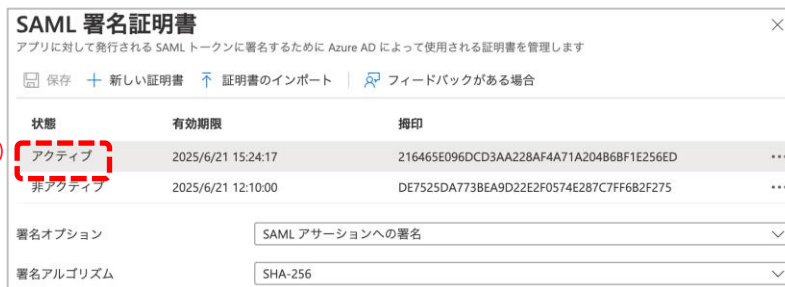 SAML 署名証明書
アプリに対して発行される SAML トークンに署名するために Azure AD によって使用される証明書を管理します
保存 新しい証明書 証明書のインポート フィードバックがある場合
状態 有効期限 拇印
アクティブ 2025/6/21 15:24:17 216465E096DCD3AA228AF4A71A204B6BF1E256ED
非アクティブ 2025/6/21 12:10:00 DE7525DA773BEA9D22E2F0574E287C7FF6B2F275
署名オプション SAML アサーションへの署名
署名アルゴリズム SHA-256